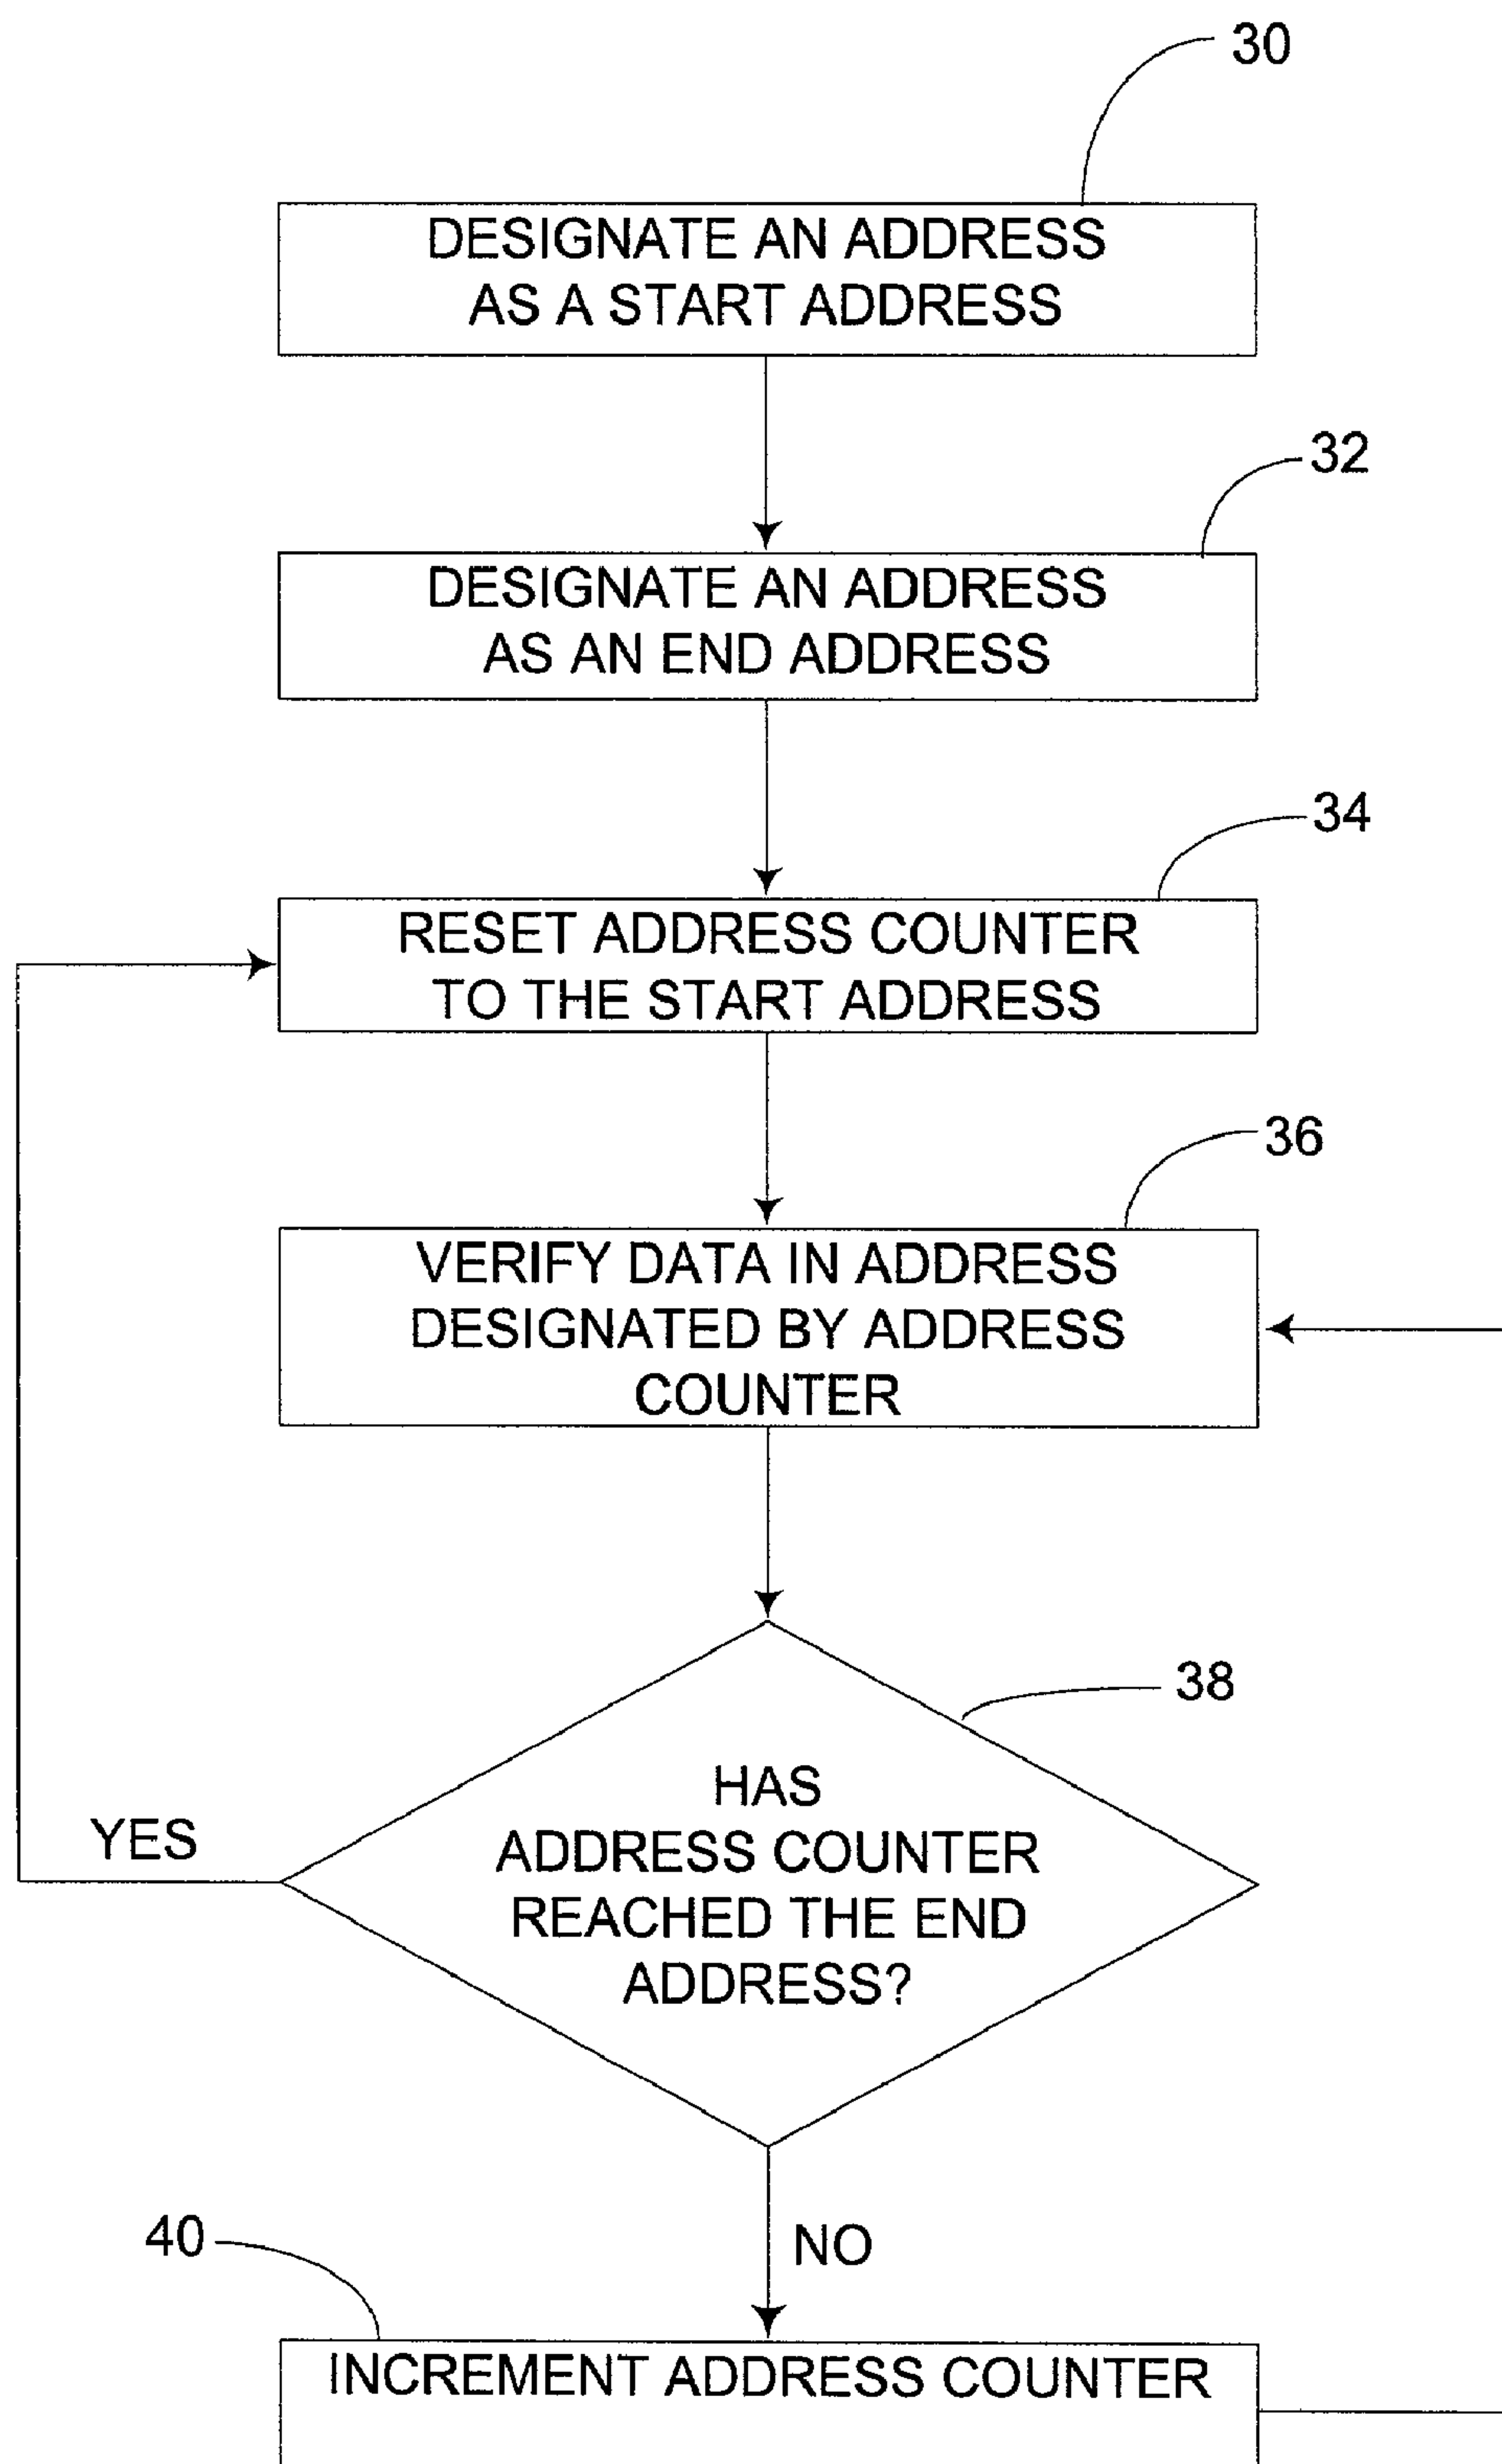 30
DESIGNATE AN ADDRESS
AS A START ADDRESS
32
DESIGNATE AN ADDRESS
AS AN END ADDRESS
34
RESET ADDRESS COUNTER
TO THE START ADDRESS
36
VERIFY DATA IN ADDRESS
DESIGNATED BY ADDRESS
COUNTER
38
HAS
ADDRESS COUNTER
REACHED THE END
ADDRESS?
YES
NO
40
INCREMENT ADDRESS COUNTER